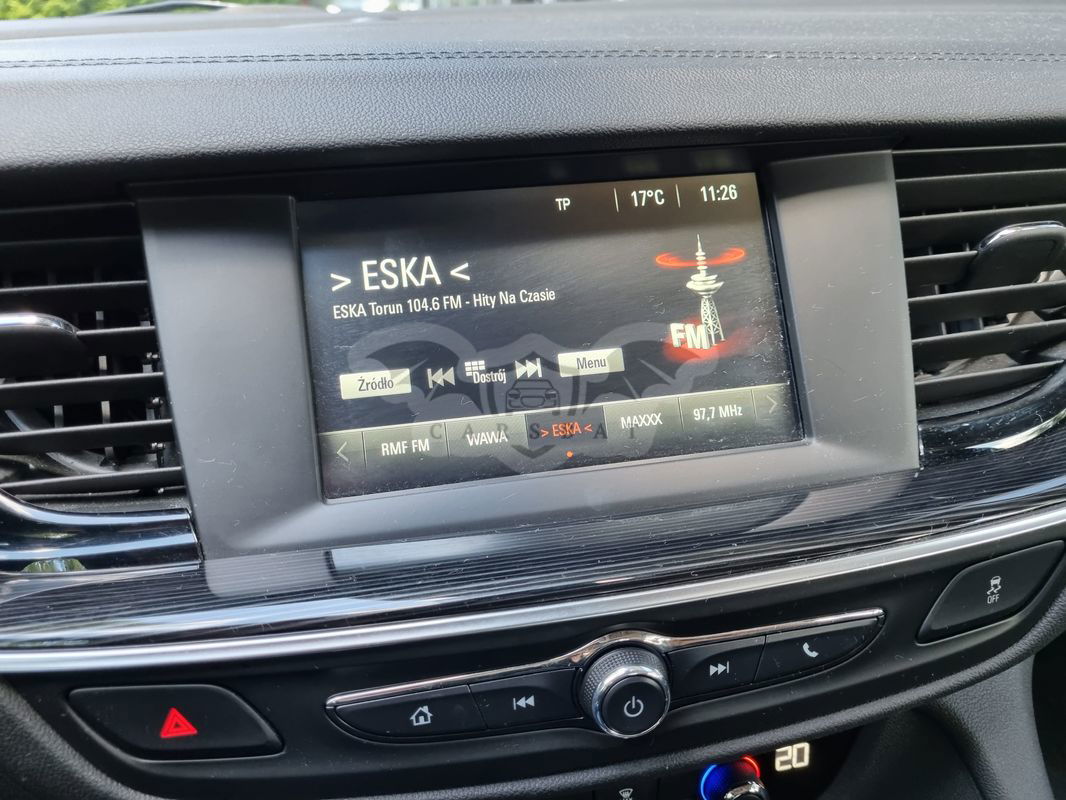 TP 17°C 11:26
> ESKA <
ESKA Torun 104.6 FM - Hity Na Czasie
FM
Źródło Dostrój Menu
RMF FM WAWA > ESKA < MAXXX 97,7 MHz
CARSSAT
OFF
20